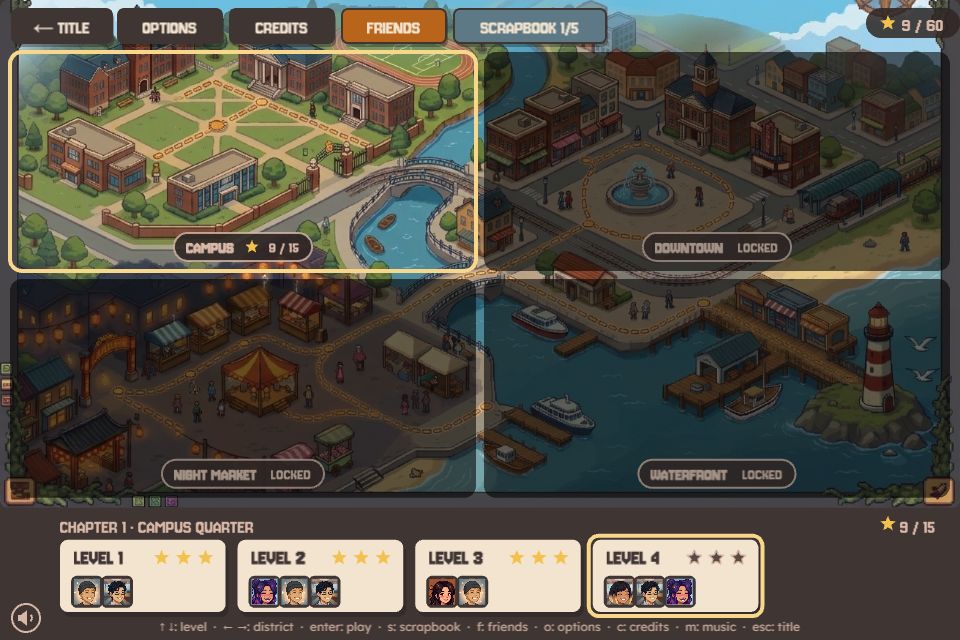 ← TITLE
OPTIONS
CREDITS
FRIENDS
SCRAPBOOK 1/5
9 / 60
CAMPUS 9 / 15
DOWNTOWN LOCKED
NIGHT MARKET LOCKED
WATERFRONT LOCKED
CHAPTER 1 · CAMPUS QUARTER
9 / 15
LEVEL 1
LEVEL 2
LEVEL 3
LEVEL 4
↑ ↓: level · ← →: district · enter: play · s: scrapbook · f: friends · o: options · c: credits · m: music · esc: title